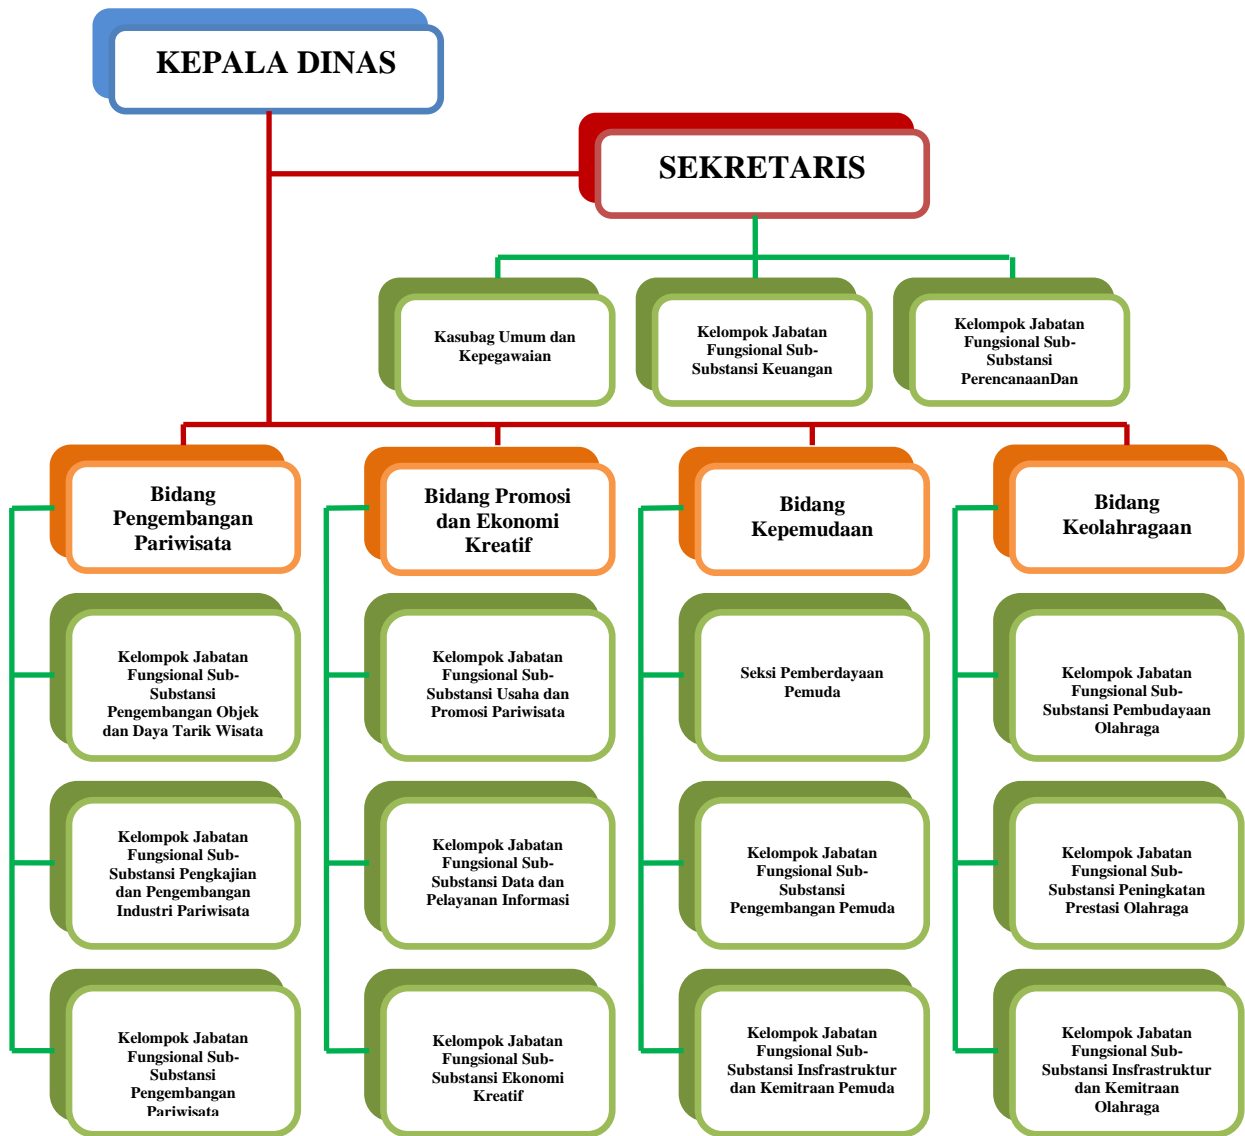 KEPALA DINAS
SEKRETARIS
Kasubag Umum dan
Kepegawaian
Kelompok Jabatan
Fungsional Sub-
Substansi Keuangan
Kelompok Jabatan
Fungsional Sub-
Substansi
PerencanaanDan
Bidang
Pengembangan
Pariwisata
Bidang Promosi
dan Ekonomi
Kreatif
Bidang
Kepemudaan
Bidang
Keolahragaan
Kelompok Jabatan
Fungsional Sub-
Substansi
Pengembangan Objek
dan Daya Tarik Wisata
Kelompok Jabatan
Fungsional Sub-
Substansi Usaha dan
Promosi Pariwisata
Seksi Pemberdayaan
Pemuda
Kelompok Jabatan
Fungsional Sub-
Substansi Pembudayaan
Olahraga
Kelompok Jabatan
Fungsional Sub-
Substansi Pengkajian
dan Pengembangan
Industri Pariwisata
Kelompok Jabatan
Fungsional Sub-
Substansi Data dan
Pelayanan Informasi
Kelompok Jabatan
Fungsional Sub-
Substansi
Pengembangan Pemuda
Kelompok Jabatan
Fungsional Sub-
Substansi Peningkatan
Prestasi Olahraga
Kelompok Jabatan
Fungsional Sub-
Substansi
Pengembangan
Pariwisata
Kelompok Jabatan
Fungsional Sub-
Substansi Ekonomi
Kreatif
Kelompok Jabatan
Fungsional Sub-
Substansi Insfrastruktur
dan Kemitraan Pemuda
Kelompok Jabatan
Fungsional Sub-
Substansi Insfrastruktur
dan Kemitraan
Olahraga